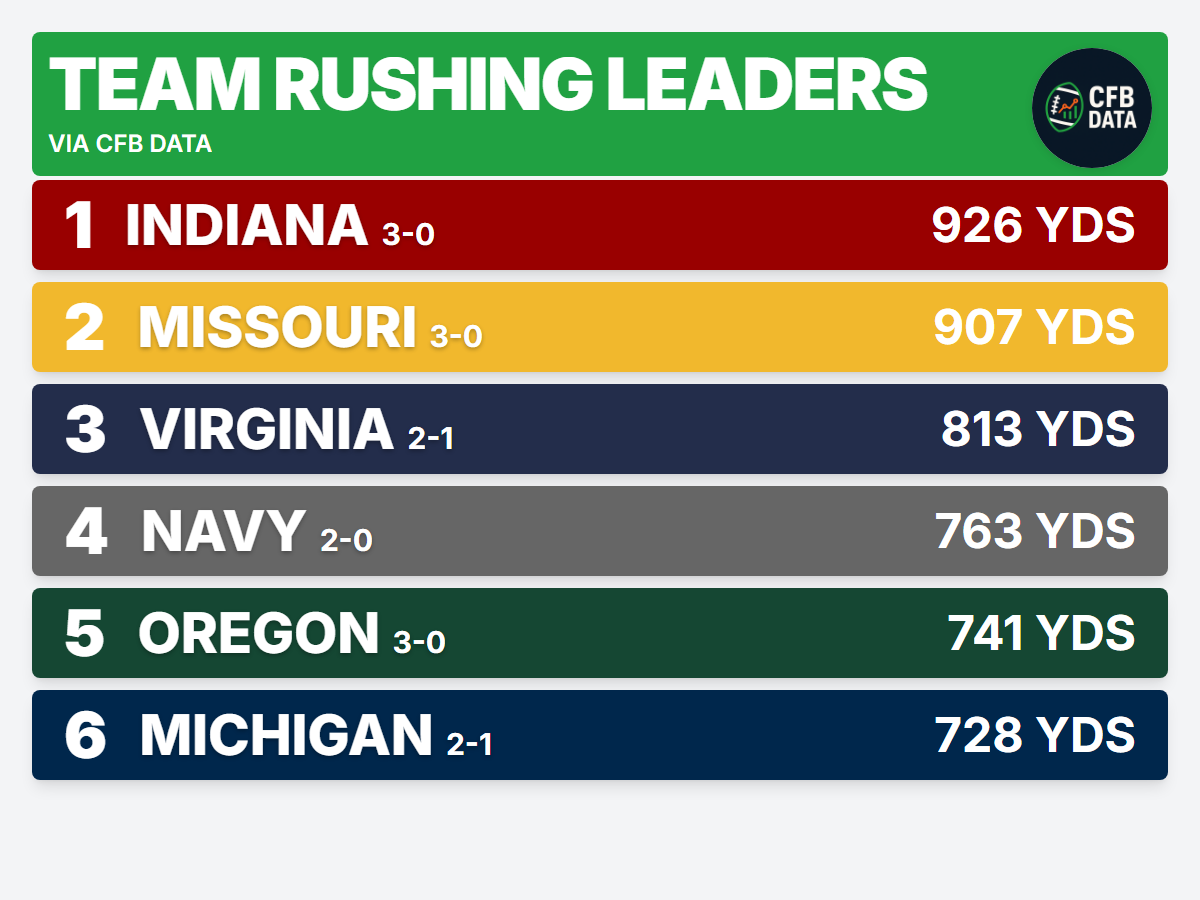 TEAM RUSHING LEADERS
VIA CFB DATA
CFB
DATA
1 INDIANA 3-0 926 YDS
2 MISSOURI 3-0 907 YDS
3 VIRGINIA 2-1 813 YDS
4 NAVY 2-0 763 YDS
5 OREGON 3-0 741 YDS
6 MICHIGAN 2-1 728 YDS